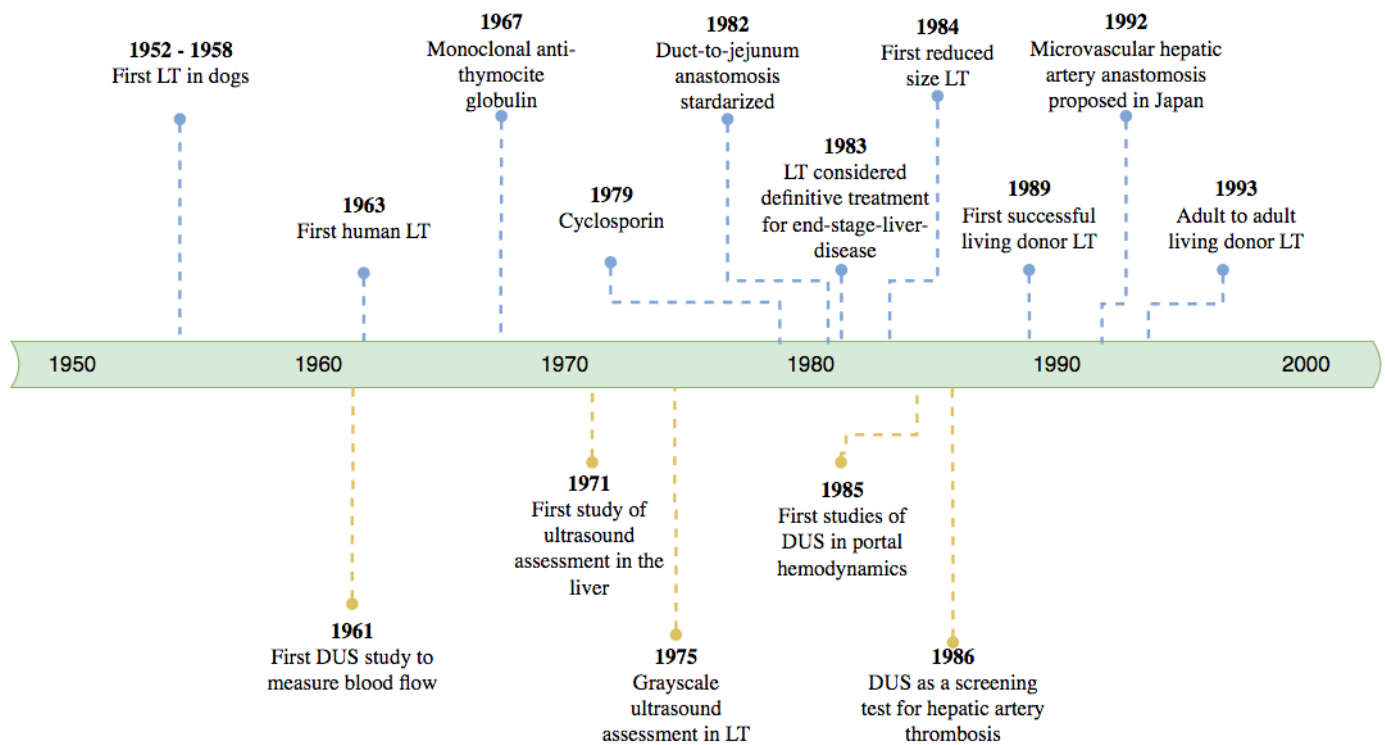 1952 - 1958
First LT in dogs
1963
First human LT
1967
Monoclonal anti-
thymocite
globulin
1979
Cyclosporin
1982
Duct-to-jejunum
anastomosis
stardarized
1983
LT considered
definitive treatment
for end-stage-liver-
disease
1984
First reduced
size LT
1989
First successful
living donor LT
1992
Microvascular hepatic
artery anastomosis
proposed in Japan
1993
Adult to adult
living donor LT
1950
1960
1970
1980
1990
2000
1961
First DUS study to
measure blood flow
1971
First study of
ultrasound
assessment in the
liver
1975
Grayscale
ultrasound
assessment in LT
1985
First studies of
DUS in portal
hemodynamics
1986
DUS as a screening
test for hepatic artery
thrombosis